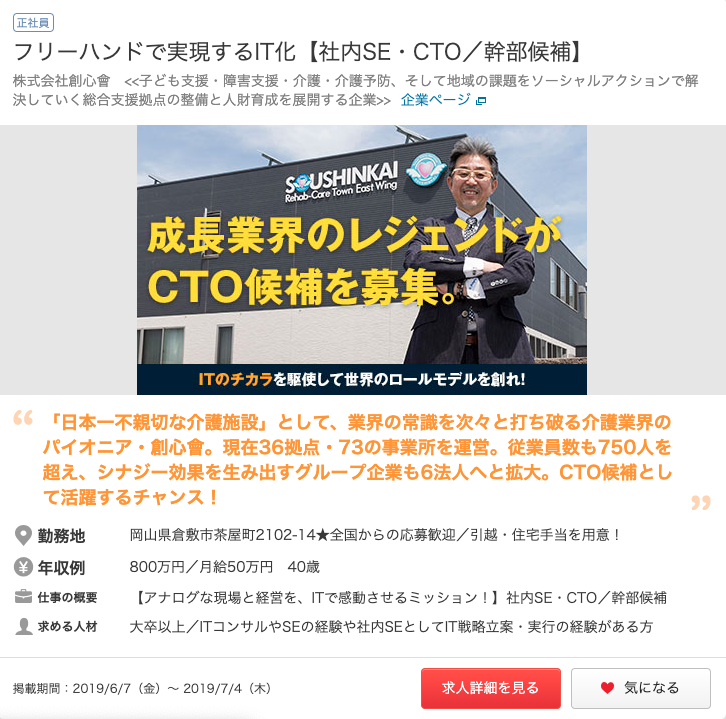 正社員
フリーハンドで実現するIT化【社内SE・CTO／幹部候補】
株式会社創心會　<<子ども支援・障害支援・介護・介護予防、そして地域の課題をソーシャルアクションで解
決していく総合支援拠点の整備と人財育成を展開する企業>> 企業ページ
SOUSHINKAI
Rehab-Care Town East Wing
成長業界のレジェンドが
CTO候補を募集。
ITのチカラを駆使して世界のロールモデルを創れ!
“「日本一不親切な介護施設」として、業界の常識を次々と打ち破る介護業界の
パイオニア・創心會。現在36拠点・73の事業所を運営。従業員数も750人を
超え、シナジー効果を生み出すグループ企業も6法人へと拡大。CTO候補とし
て活躍するチャンス！”
勤務地 岡山県倉敷市茶屋町2102-14★全国からの応募歓迎／引越・住宅手当を用意！
¥ 年収例 800万円／月給50万円　40歳
仕事の概要 【アナログな現場と経営を、ITで感動させるミッション！】社内SE・CTO／幹部候補
求める人材 大卒以上／ITコンサルやSEの経験や社内SEとしてIT戦略立案・実行の経験がある方
掲載期間：2019/6/7（金）～ 2019/7/4（木） 求人詳細を見る 気になる